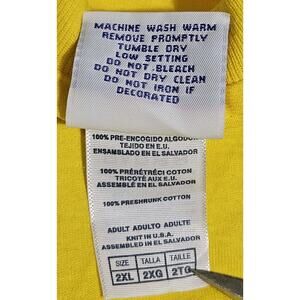 MACHINE WASH WARM
REMOVE PROMPTLY
TUMBLE DRY
LOW SETTING
DO NOT BLEACH
DO NOT DRY CLEAN
DO NOT IRON IF
DECORATED
100% PRE-ENCOGIDO ALGODON
TEJIDO EN E.U.
ENSAMBLADO EN EL SALVADOR
100% PRÉRÉTRÉCI COTON
TRICOTÉ AUX E.U.
ASSEMBLÉ EN EL SALVADOR
100% PRESHRUNK COTTON
ADULT ADULTO ADULTE
KNIT IN U.S.A.
ASSEMBLED IN EL SALVADOR
SIZE TALLA TAILLE
2XL 2XG 2TG